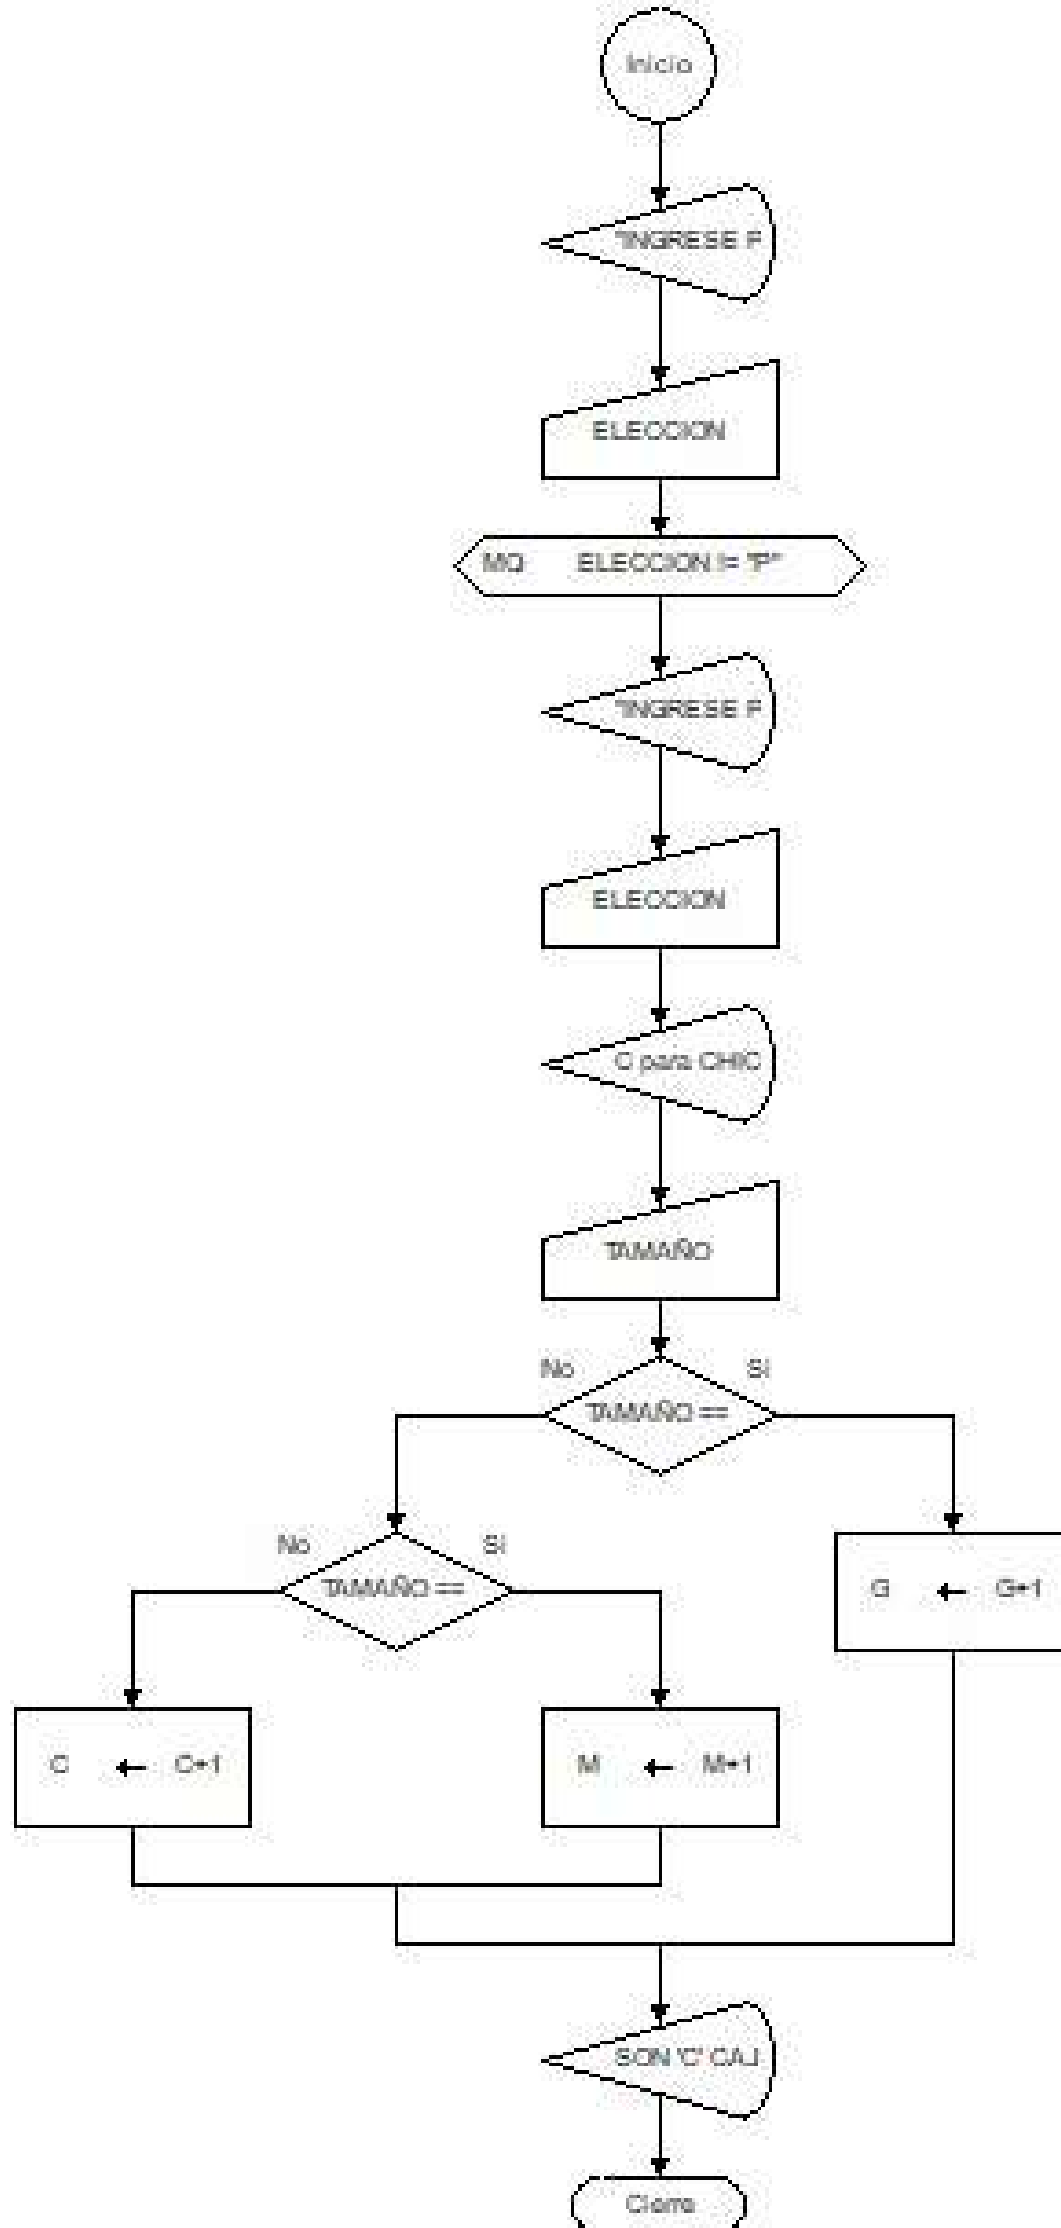 Inicio
"INGRESE P
ELECCION
MQ ELECCION != "P"
"INGRESE P
ELECCION
C para CHIC
TAMAÑO
No Si
TAMAÑO ==
No Si
TAMAÑO ==
G ← G+1
C ← C+1
M ← M+1
SON 'C' CAJ
Cierre